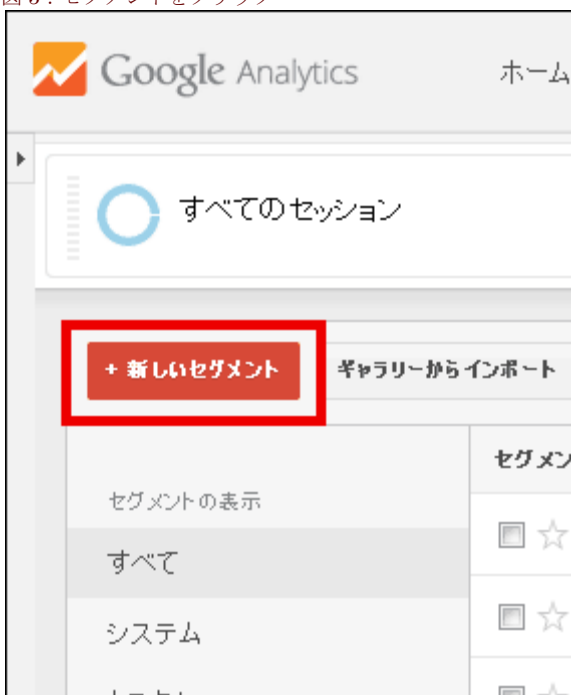 Google Analytics
ホーム
すべてのセッション
+ 新しいセグメント
ギャラリーからインポート
セグメン
セグメントの表示
すべて
システム